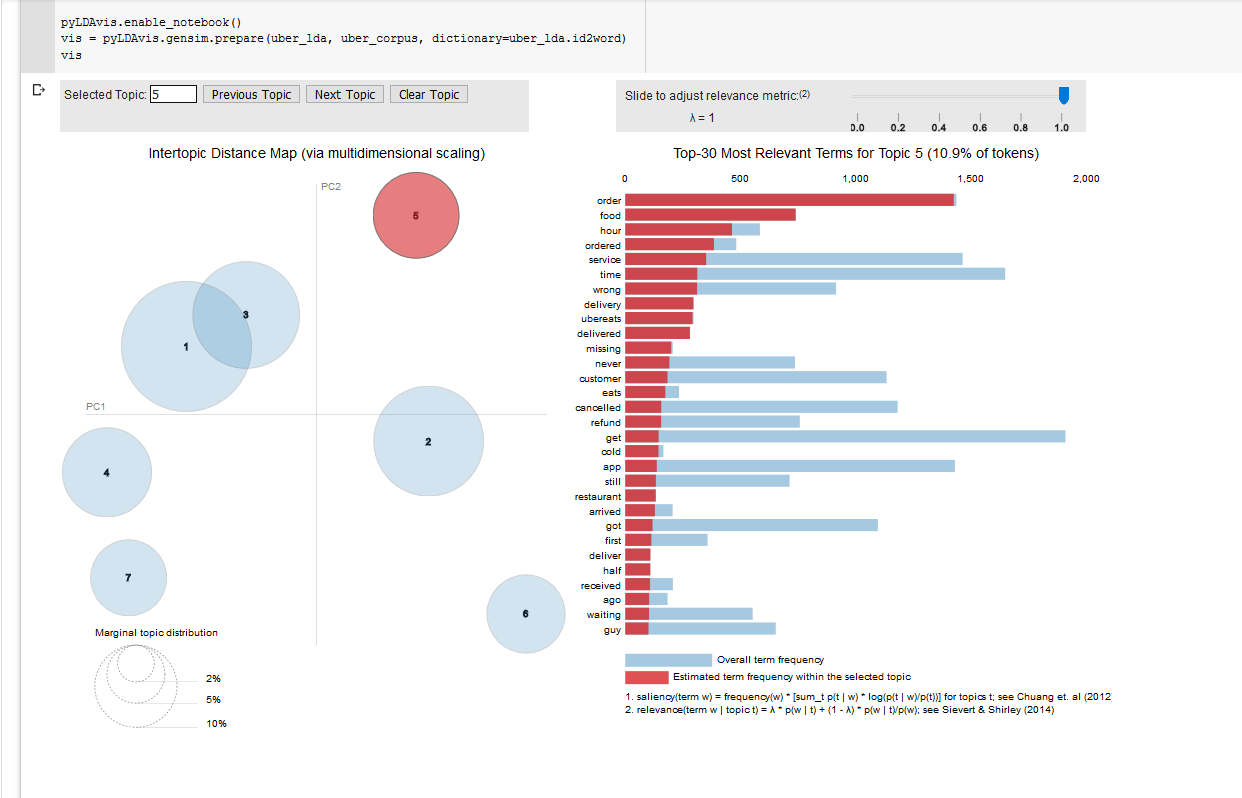 pyLDAvis.enable_notebook()
vis = pyLDAvis.gensim.prepare(uber_lda, uber_corpus, dictionary=uber_lda.id2word)
vis
Selected Topic: 5 Previous Topic Next Topic Clear Topic
Slide to adjust relevance metric:(2)
λ = 1
0.0 0.2 0.4 0.6 0.8 1.0
Intertopic Distance Map (via multidimensional scaling)
PC2
5
3
1
PC1
2
4
7
6
Marginal topic distribution
2%
5%
10%
Top-30 Most Relevant Terms for Topic 5 (10.9% of tokens)
0 500 1,000 1,500 2,000
order
food
hour
ordered
service
time
wrong
delivery
ubereats
delivered
missing
never
customer
eats
cancelled
refund
get
cold
app
still
restaurant
arrived
got
first
deliver
half
received
ago
waiting
guy
Overall term frequency
Estimated term frequency within the selected topic
1. saliency(term w) = frequency(w) * [sum_t p(t | w) * log(p(t | w)/p(t))] for topics t; see Chuang et. al (2012
2. relevance(term w | topic t) = λ * p(w | t) + (1 - λ) * p(w | t)/p(w); see Sievert & Shirley (2014)